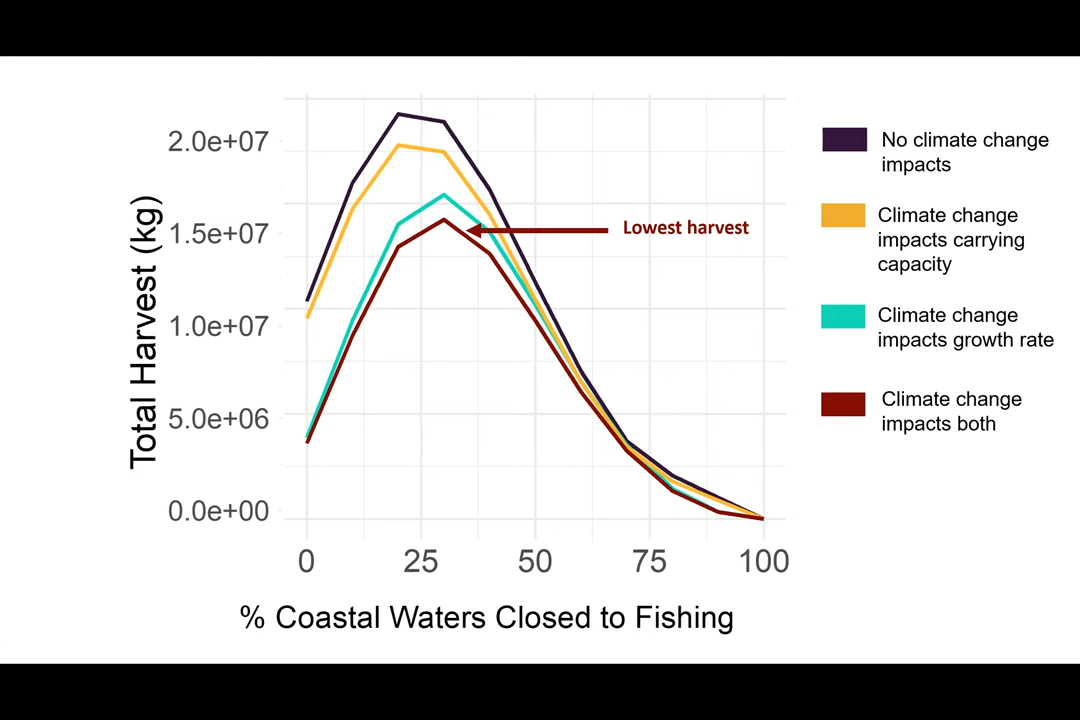 2.0e+07
1.5e+07
1.0e+07
5.0e+06
0.0e+00
Total Harvest (kg)
0 25 50 75 100
% Coastal Waters Closed to Fishing
Lowest harvest
No climate change
impacts
Climate change
impacts carrying
capacity
Climate change
impacts growth rate
Climate change
impacts both